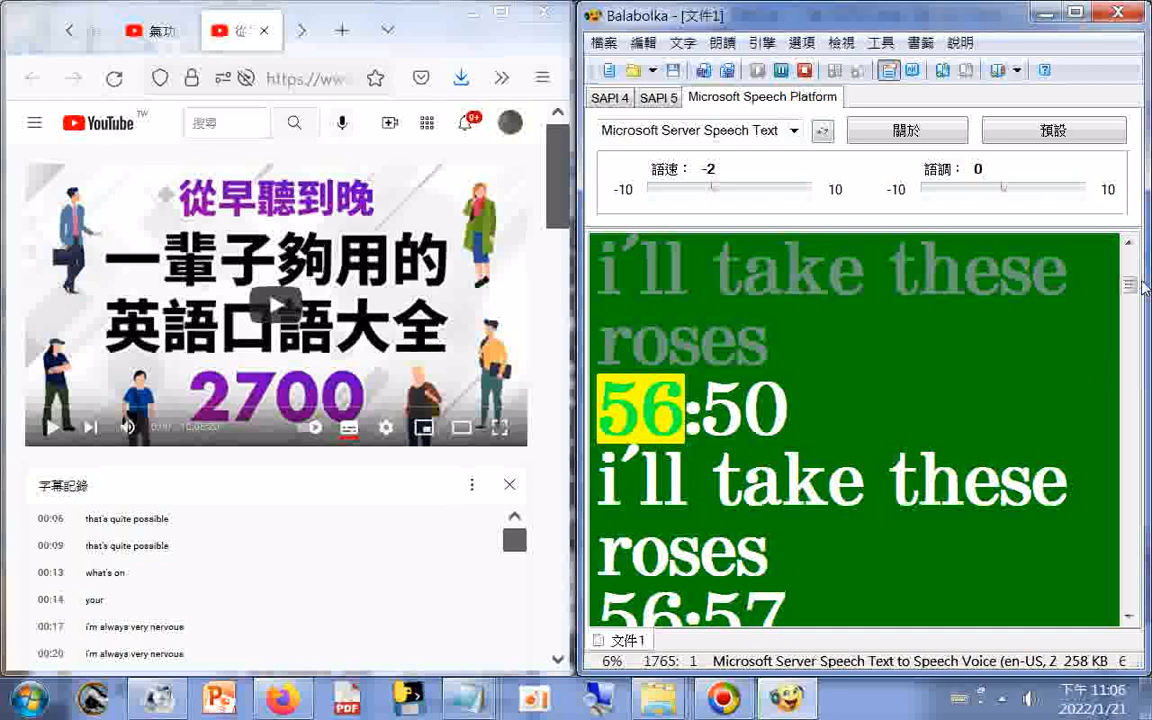 氣功
從
https://www
YouTube TW
搜尋
9+
從早聽到晚
一輩子夠用的
英語口語大全
2700
字幕記錄
00:06 that's quite possible
00:09 that's quite possible
00:13 what's on
00:14 your
00:17 i'm always very nervous
00:20 i'm always very nervous
Balabolka - [文件1]
檔案 編輯 文字 朗讀 引擎 選項 檢視 工具 書籤 說明
SAPI 4 SAPI 5 Microsoft Speech Platform
Microsoft Server Speech Text 關於 預設
語速： -2 語調： 0
-10 10 -10 10
i'll take these
roses
56:50
i'll take these
roses
56:57
文件1
6% 1765: 1 Microsoft Server Speech Text to Speech Voice (en-US, Z 258 KB 6
PDF
下午 11:06
2022/1/21